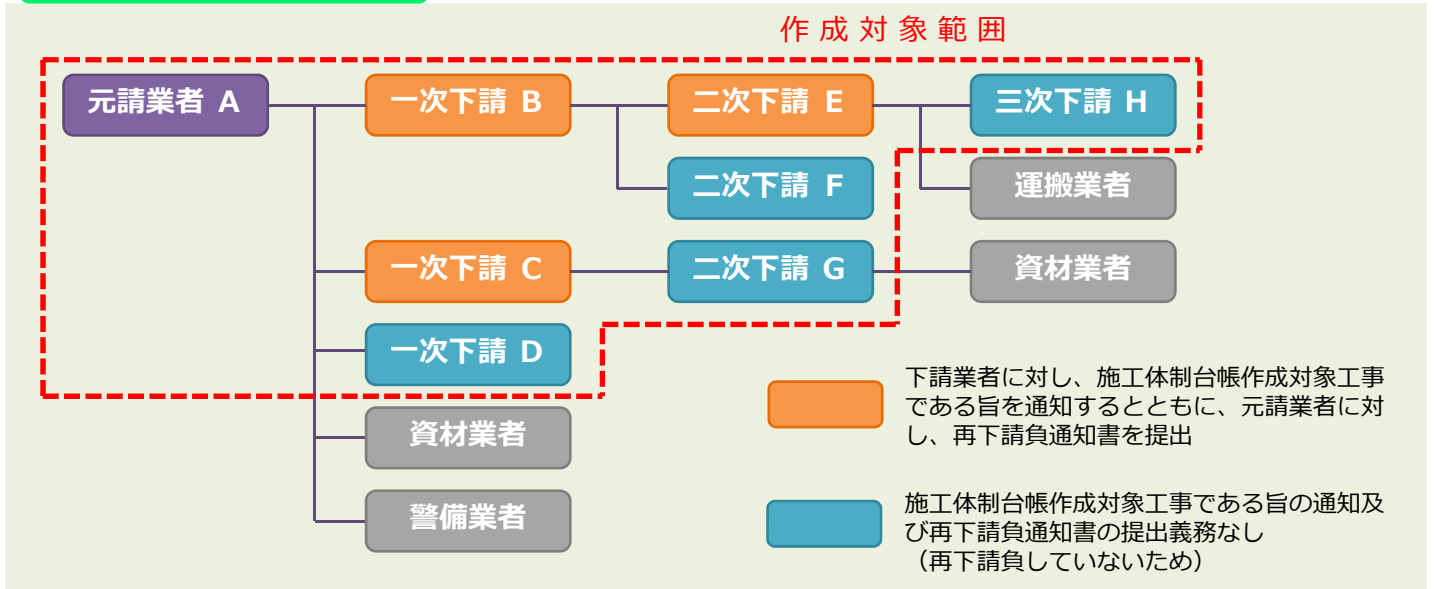 作成対象範囲
元請業者 A
一次下請 B
二次下請 E
三次下請 H
二次下請 F
運搬業者
一次下請 C
二次下請 G
資材業者
一次下請 D
資材業者
警備業者
下請業者に対し、施工体制台帳作成対象工事
である旨を通知するとともに、元請業者に対
し、再下請負通知書を提出
施工体制台帳作成対象工事である旨の通知及
び再下請負通知書の提出義務なし
（再下請負していないため）